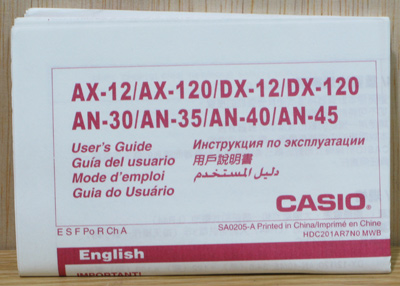 AX-12/AX-120/DX-12/DX-120
AN-30/AN-35/AN-40/AN-45
User's Guide Инструкция по эксплуатации
Guía del usuario 用戶說明書
Mode d'emploi دليل المستخدم
Guia do Usuário
CASIO®
E S F Po R Ch A SA0205-A Printed in China/Imprimé en Chine
HDC201AR7N0 MWB
English
IMPORTANT!